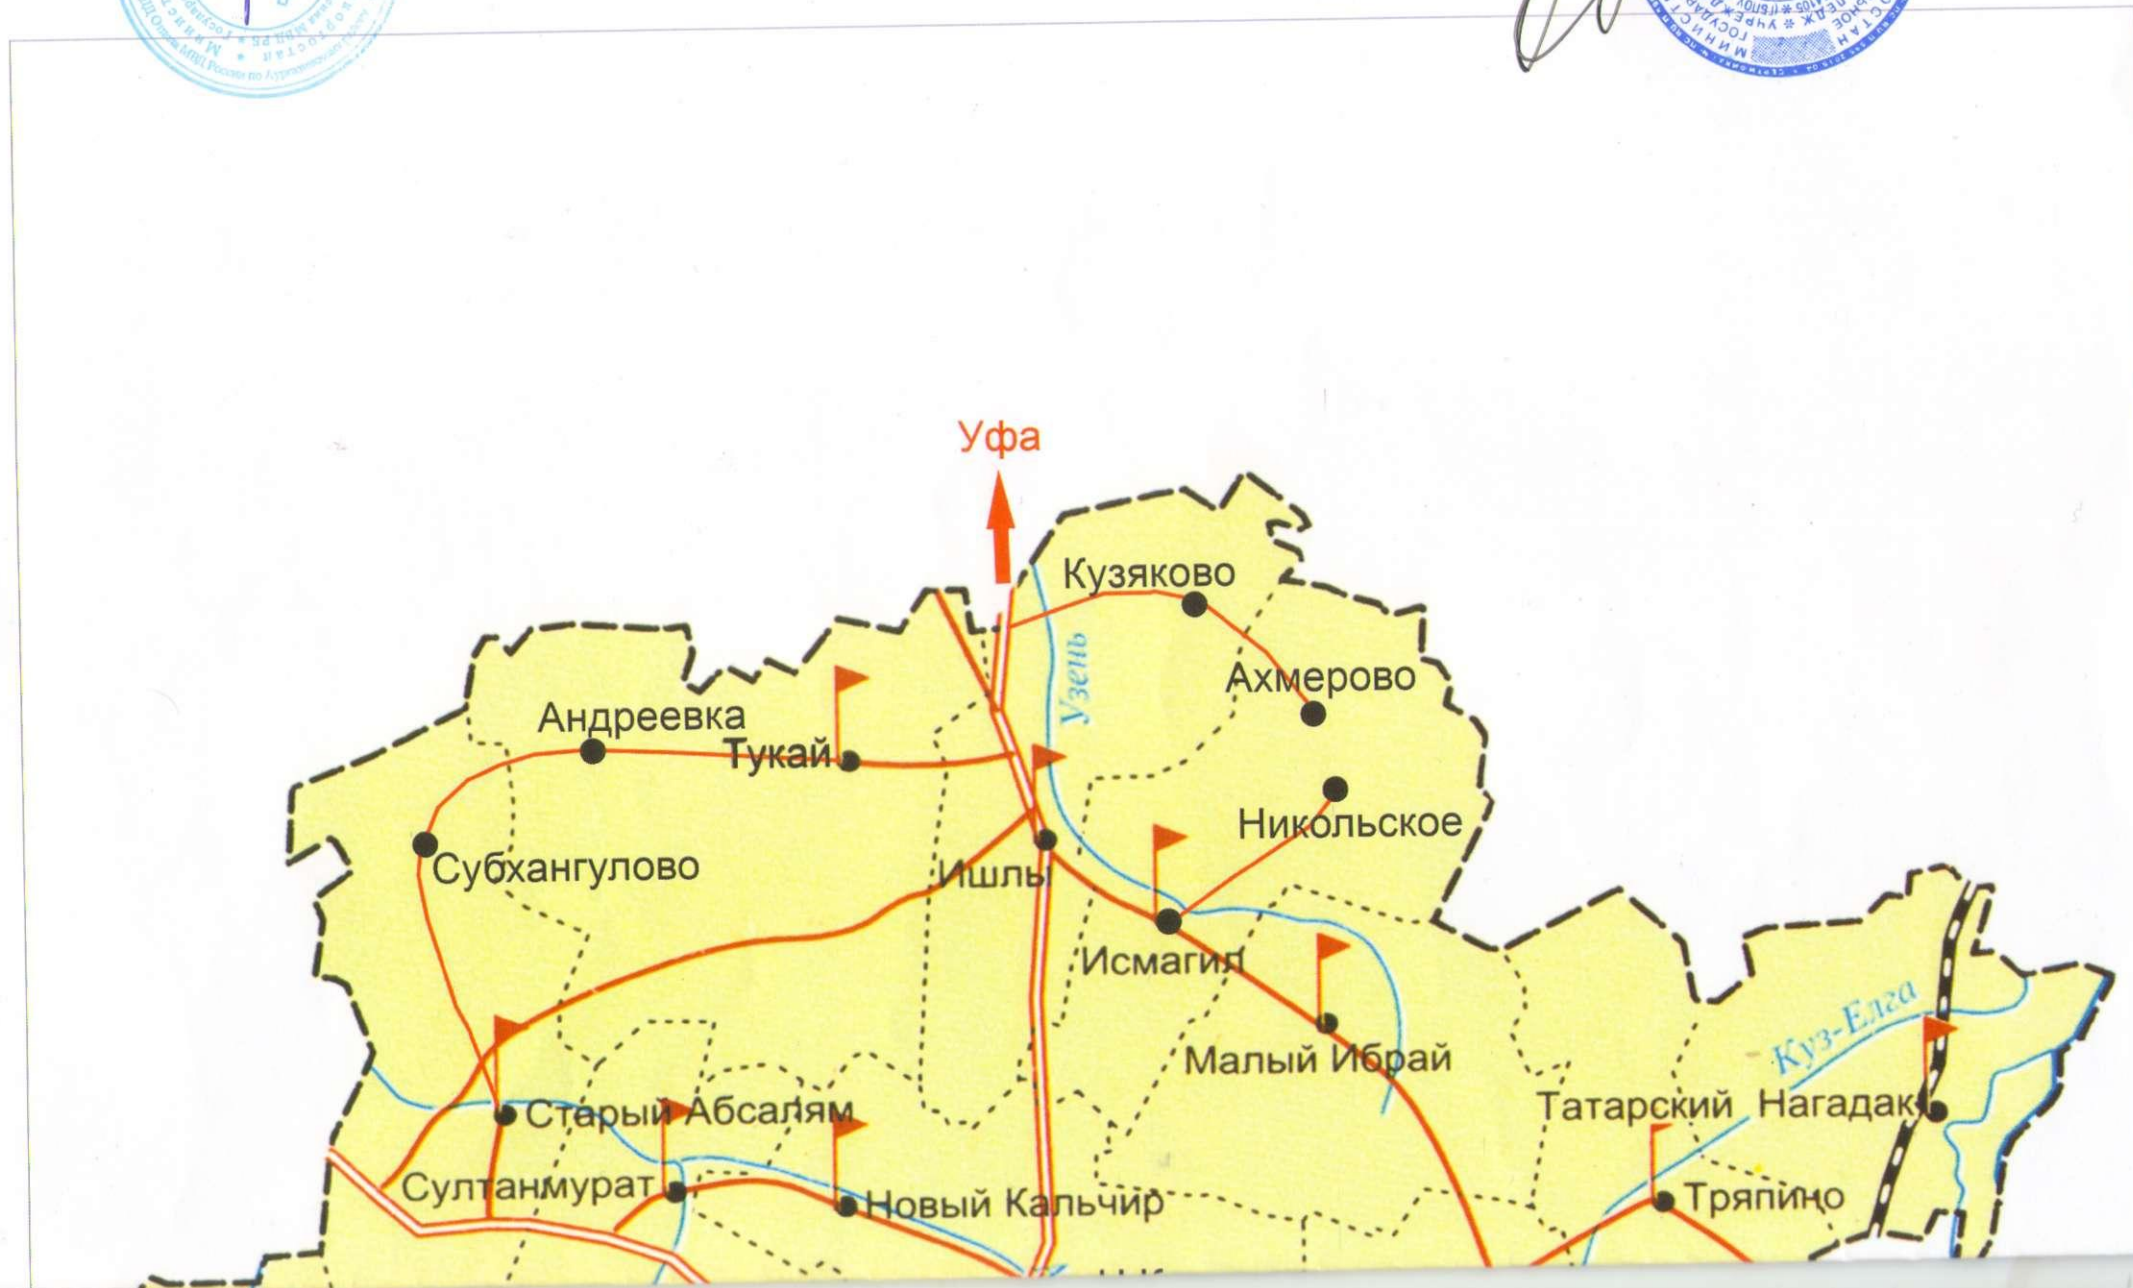 Уфа
Кузяково
Узень
Ахмерово
Андреевка
Тукай
Никольское
Субхангулово
Ишлы
Исмагил
Куз-Елга
Малый Ибрай
Татарский Нагадак
Старый Абсалям
Султанмурат
Новый Кальчир
Тряпино